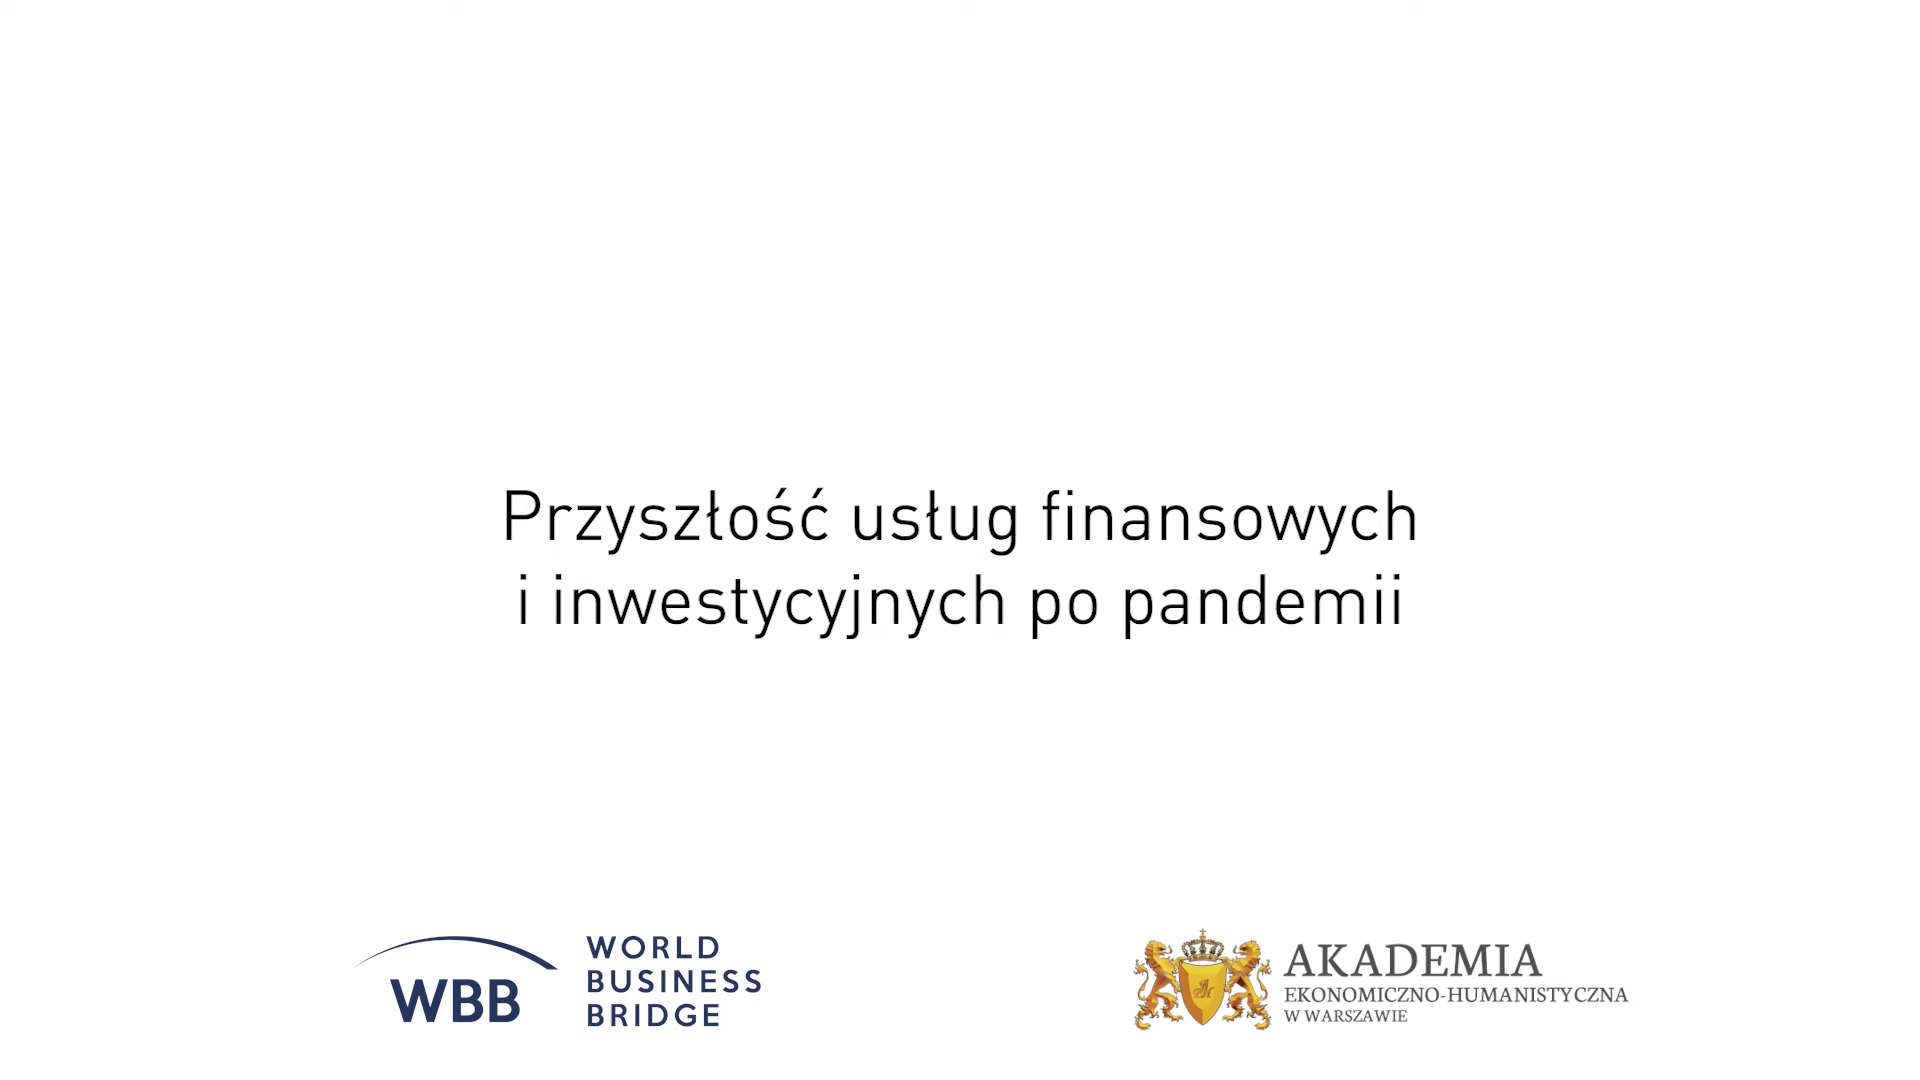 Przyszłość usług finansowych
i inwestycyjnych po pandemii
WBB
WORLD
BUSINESS
BRIDGE
AKADEMIA
EKONOMICZNO-HUMANISTYCZNA
W WARSZAWIE